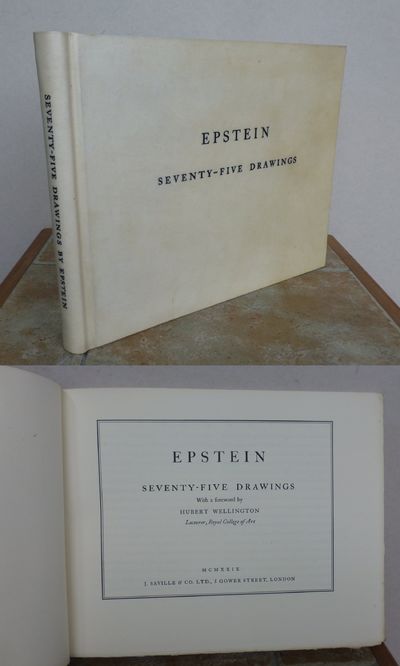 SEVENTY-FIVE DRAWINGS BY EPSTEIN
EPSTEIN
SEVENTY-FIVE DRAWINGS
EPSTEIN
SEVENTY-FIVE DRAWINGS
With a foreword by
HUBERT WELLINGTON
Lecturer, Royal College of Art
MCMXXIX
J. SAVILLE & CO. LTD., 5 GOWER STREET, LONDON